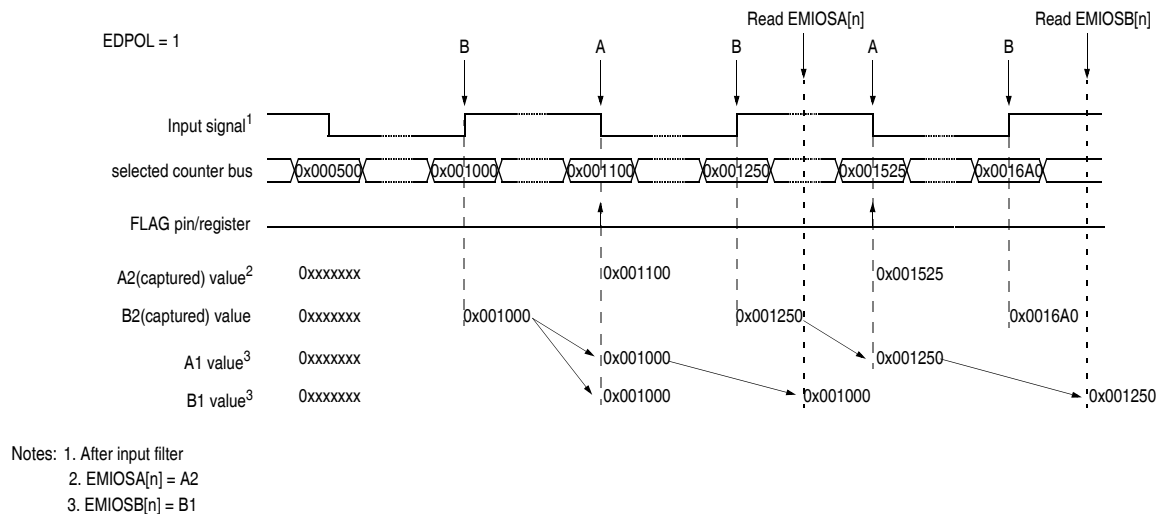 Read EMIOSA[n] Read EMIOSB[n]
EDPOL = 1
B A B A B
Input signal1
selected counter bus 0x000500 0x001000 0x001100 0x001250 0x001525 0x0016A0
FLAG pin/register
A2(captured) value2 0xxxxxxx 0x001100 0x001525
B2(captured) value 0xxxxxxx 0x001000 0x001250 0x0016A0
A1 value3 0xxxxxxx 0x001000 0x001250
B1 value3 0xxxxxxx 0x001000 0x001000 0x001250
Notes: 1. After input filter
2. EMIOSA[n] = A2
3. EMIOSB[n] = B1